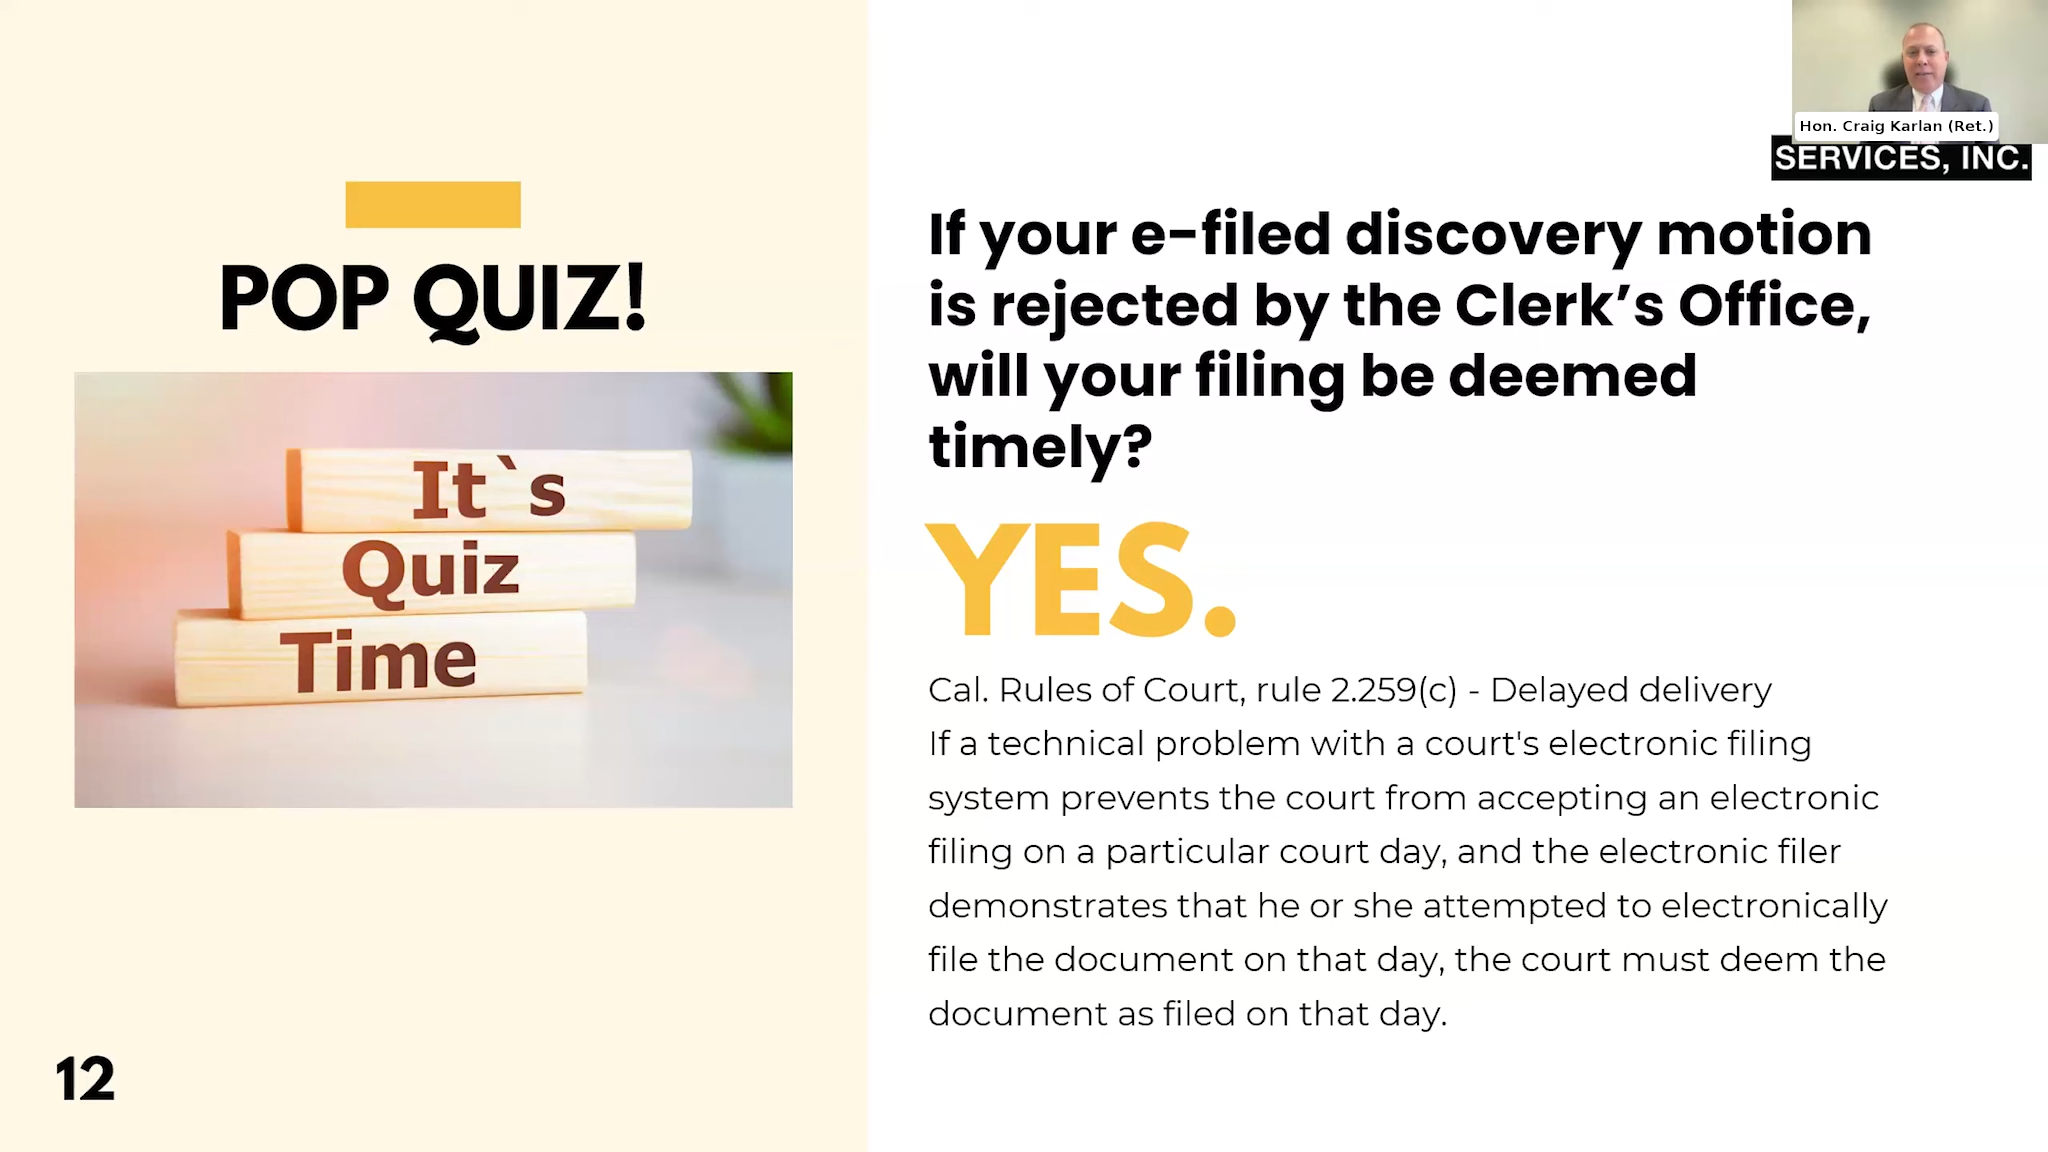 Hon. Craig Karlan (Ret.)
SERVICES, INC.
POP QUIZ!
It`s
Quiz
Time
12
If your e-filed discovery motion
is rejected by the Clerk’s Office,
will your filing be deemed
timely?
YES.
Cal. Rules of Court, rule 2.259(c) - Delayed delivery
If a technical problem with a court's electronic filing
system prevents the court from accepting an electronic
filing on a particular court day, and the electronic filer
demonstrates that he or she attempted to electronically
file the document on that day, the court must deem the
document as filed on that day.